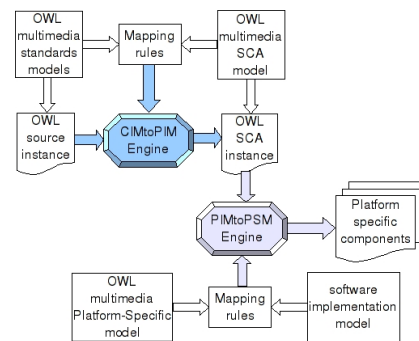 OWL
multimedia
standards
models
Mapping
rules
OWL
multimedia
SCA
model
OWL
source
instance
CIMtoPIM
Engine
OWL
SCA
instance
PIMtoPSM
Engine
Platform
specific
components
OWL
multimedia
Platform-Specific
model
Mapping
rules
software
implementation
model